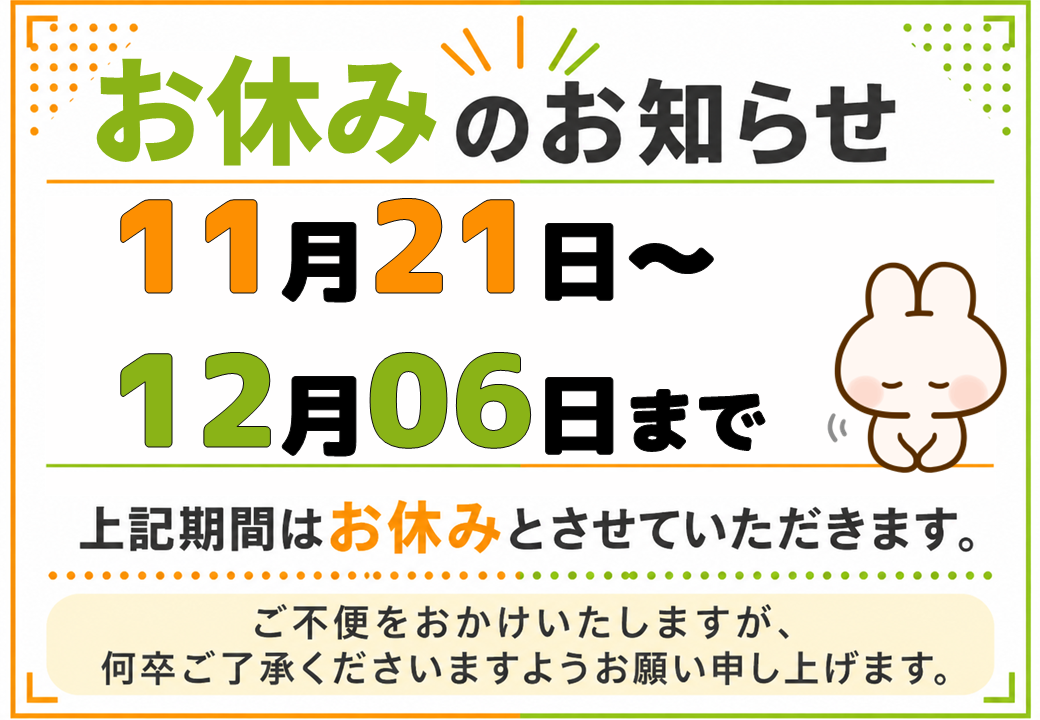 お休みのお知らせ
11月21日～
12月06日まで
上記期間はお休みとさせていただきます。
ご不便をおかけいたしますが、
何卒ご了承くださいますようお願い申し上げます。